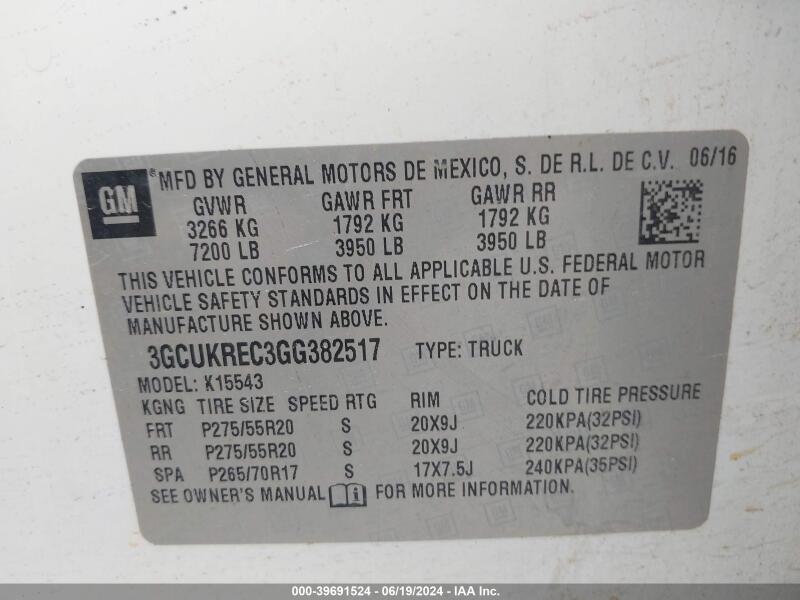 GM ® MFD BY GENERAL MOTORS DE MEXICO, S. DE R.L. DE C.V. 06/16
GVWR GAWR FRT GAWR RR
3266 KG 1792 KG 1792 KG
7200 LB 3950 LB 3950 LB
THIS VEHICLE CONFORMS TO ALL APPLICABLE U.S. FEDERAL MOTOR
VEHICLE SAFETY STANDARDS IN EFFECT ON THE DATE OF
MANUFACTURE SHOWN ABOVE.
3GCUKREC3GG382517 TYPE: TRUCK
MODEL: K15543
KGNG TIRE SIZE SPEED RTG RIM COLD TIRE PRESSURE
FRT P275/55R20 S 20X9J 220KPA(32PSI)
RR P275/55R20 S 20X9J 220KPA(32PSI)
SPA P265/70R17 S 17X7.5J 240KPA(35PSI)
SEE OWNER'S MANUAL i FOR MORE INFORMATION.
000-39691524 - 06/19/2024 - IAA Inc.